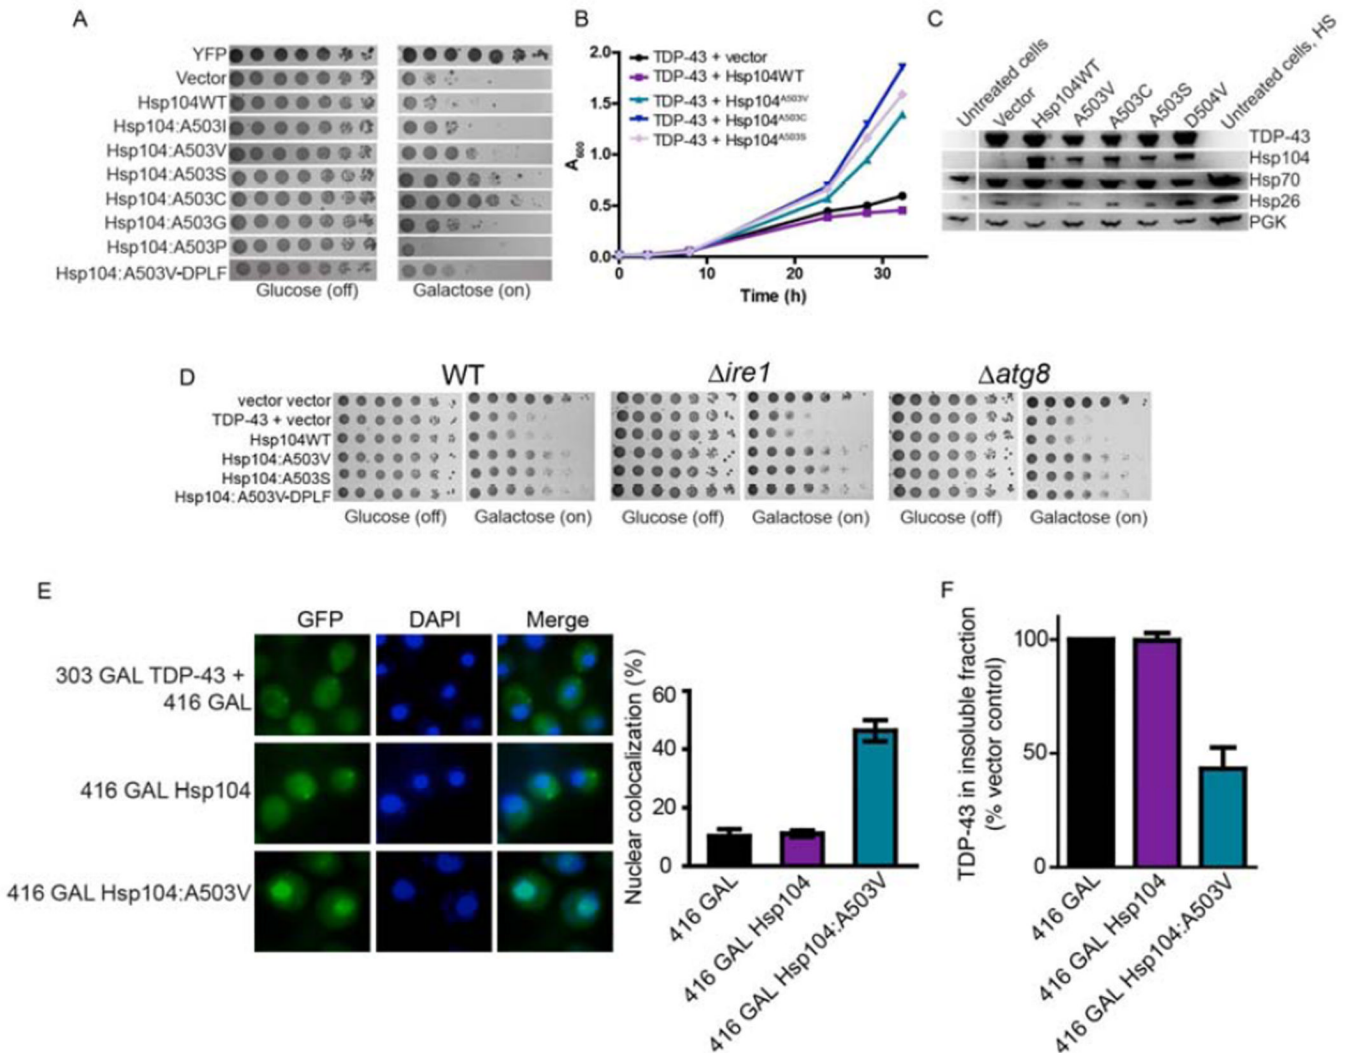 A
YFP
Vector
Hsp104WT
Hsp104:A503I
Hsp104:A503V
Hsp104:A503S
Hsp104:A503C
Hsp104:A503G
Hsp104:A503P
Hsp104:A503V-DPLF
Glucose (off)
Galactose (on)
B
2.0
1.5
1.0
0.5
0.0
A600
0
10
20
30
Time (h)
TDP-43 + vector
TDP-43 + Hsp104WT
TDP-43 + Hsp104A503V
TDP-43 + Hsp104A503C
TDP-43 + Hsp104A503S
C
Untreated cells
Vector
Hsp104WT
A503V
A503C
A503S
D504V
Untreated cells, HS
TDP-43
Hsp104
Hsp70
Hsp26
PGK
D
WT
Δire1
Δatg8
vector vector
TDP-43 + vector
Hsp104WT
Hsp104:A503V
Hsp104:A503S
Hsp104:A503V-DPLF
Glucose (off)
Galactose (on)
Glucose (off)
Galactose (on)
Glucose (off)
Galactose (on)
E
GFP
DAPI
Merge
303 GAL TDP-43 +
416 GAL
416 GAL Hsp104
416 GAL Hsp104:A503V
Nuclear colocalization (%)
60
40
20
0
416 GAL
416 GAL Hsp104
416 GAL Hsp104:A503V
F
TDP-43 in insoluble fraction
(% vector control)
100
50
0
416 GAL
416 GAL Hsp104
416 GAL Hsp104:A503V